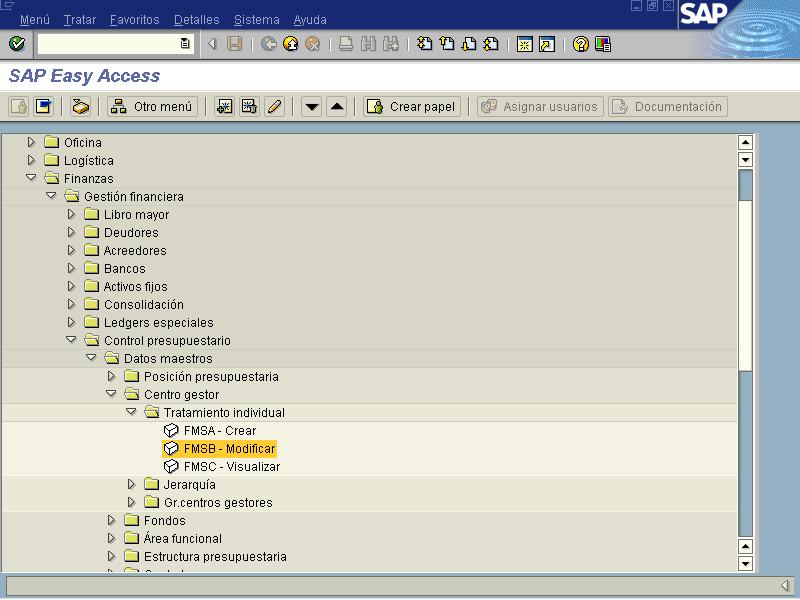 Menú Tratar Favoritos Detalles Sistema Ayuda
SAP
SAP Easy Access
Otro menú Crear papel Asignar usuarios Documentación
Oficina
Logística
Finanzas
Gestión financiera
Libro mayor
Deudores
Acreedores
Bancos
Activos fijos
Consolidación
Ledgers especiales
Control presupuestario
Datos maestros
Posición presupuestaria
Centro gestor
Tratamiento individual
FMSA - Crear
FMSB - Modificar
FMSC - Visualizar
Jerarquía
Gr.centros gestores
Fondos
Área funcional
Estructura presupuestaria